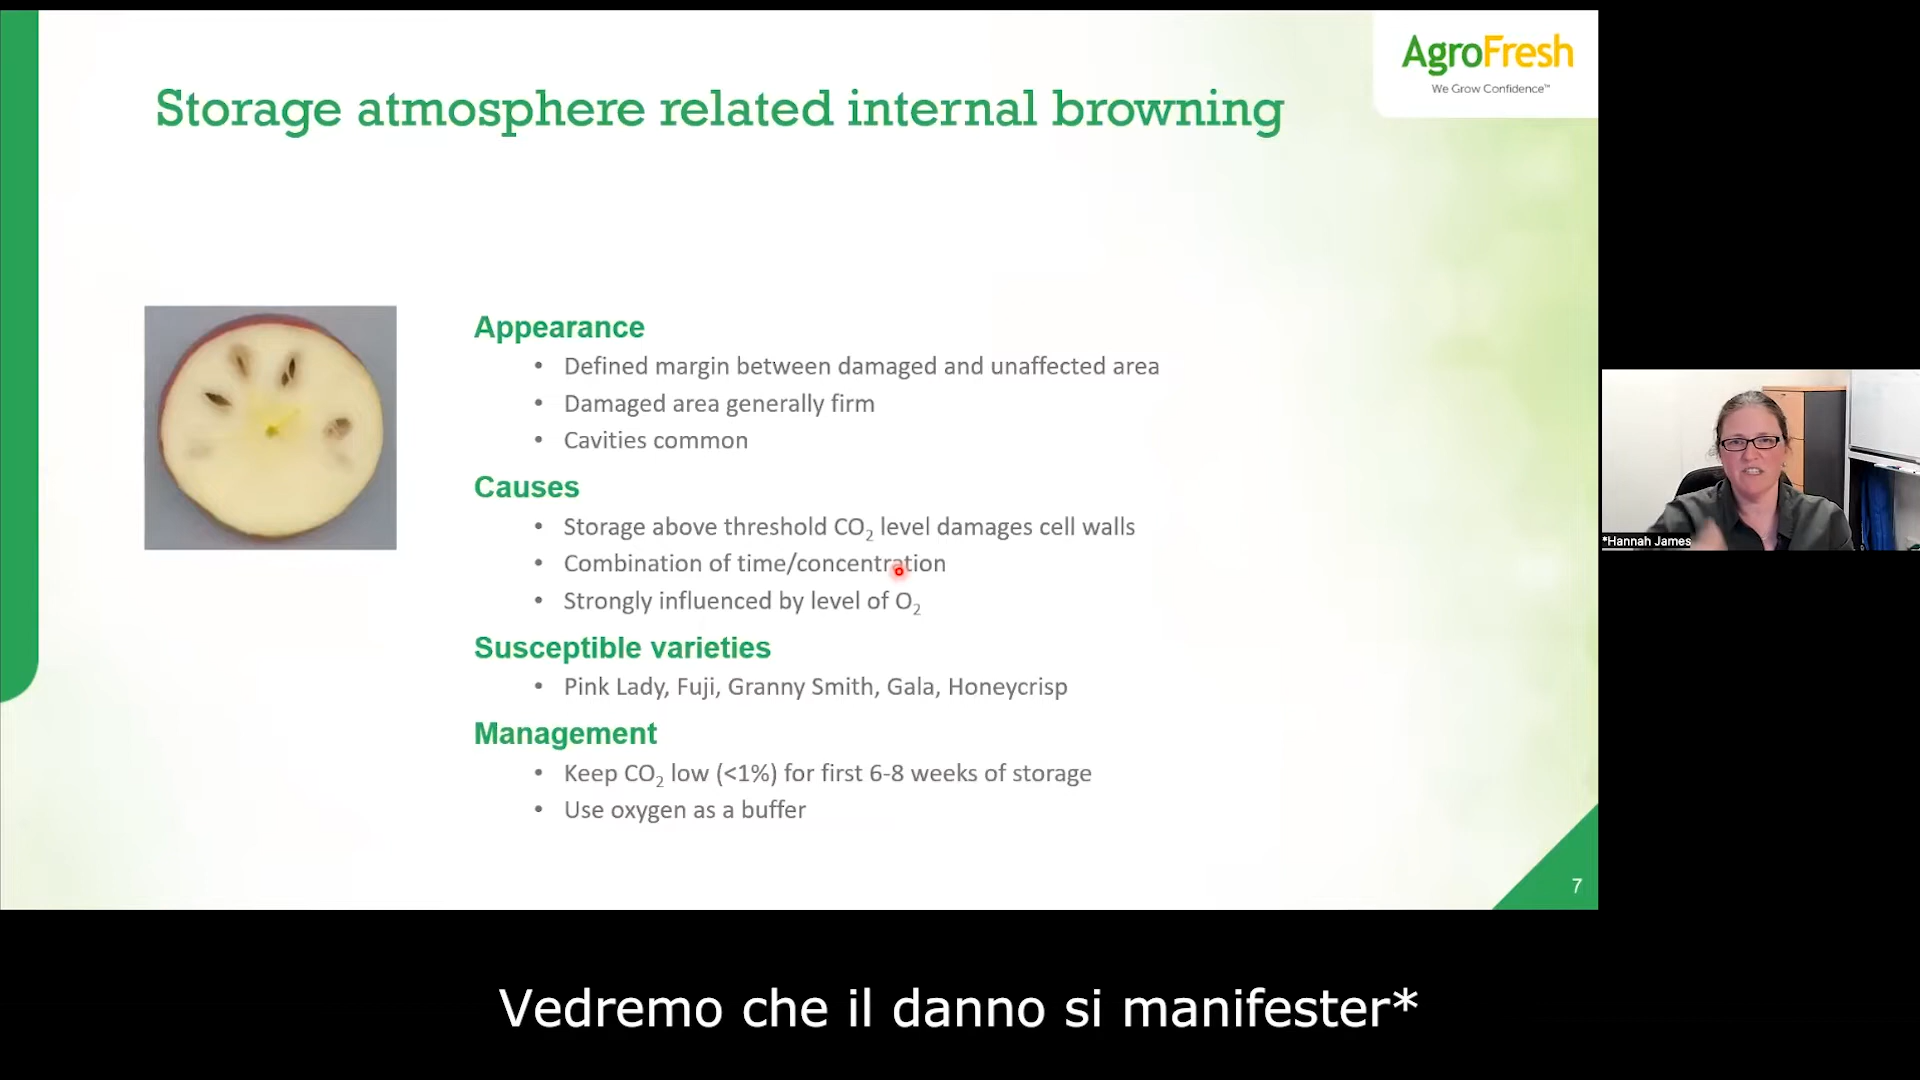 AgroFresh
We Grow Confidence™
Storage atmosphere related internal browning
Appearance
• Defined margin between damaged and unaffected area
• Damaged area generally firm
• Cavities common
Causes
• Storage above threshold CO₂ level damages cell walls
• Combination of time/concentration
• Strongly influenced by level of O₂
Susceptible varieties
• Pink Lady, Fuji, Granny Smith, Gala, Honeycrisp
Management
• Keep CO₂ low (<1%) for first 6-8 weeks of storage
• Use oxygen as a buffer
7
*Hannah James
Vedremo che il danno si manifester*